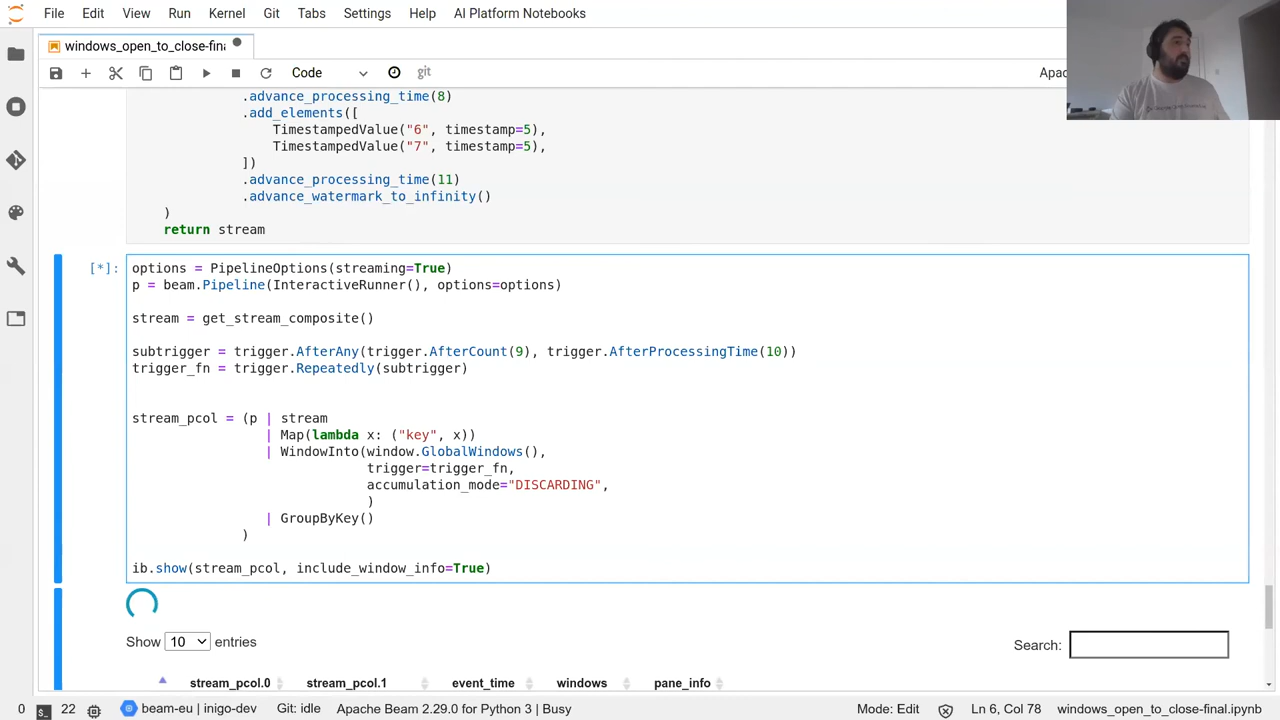 File Edit View Run Kernel Git Tabs Settings Help AI Platform Notebooks
windows_open_to_close-fina
Code git Apac
.advance_processing_time(8)
.add_elements([
TimestampedValue("6", timestamp=5),
TimestampedValue("7", timestamp=5),
])
.advance_processing_time(11)
.advance_watermark_to_infinity()
)
return stream
[*]: options = PipelineOptions(streaming=True)
p = beam.Pipeline(InteractiveRunner(), options=options)
stream = get_stream_composite()
subtrigger = trigger.AfterAny(trigger.AfterCount(9), trigger.AfterProcessingTime(10))
trigger_fn = trigger.Repeatedly(subtrigger)
stream_pcol = (p | stream
| Map(lambda x: ("key", x))
| WindowInto(window.GlobalWindows(),
trigger=trigger_fn,
accumulation_mode="DISCARDING",
)
| GroupByKey()
)
ib.show(stream_pcol, include_window_info=True)
Show 10 entries Search:
stream_pcol.0 stream_pcol.1 event_time windows pane_info
0 22 beam-eu | inigo-dev Git: idle Apache Beam 2.29.0 for Python 3 | Busy Mode: Edit Ln 6, Col 78 windows_open_to_close-final.ipynb